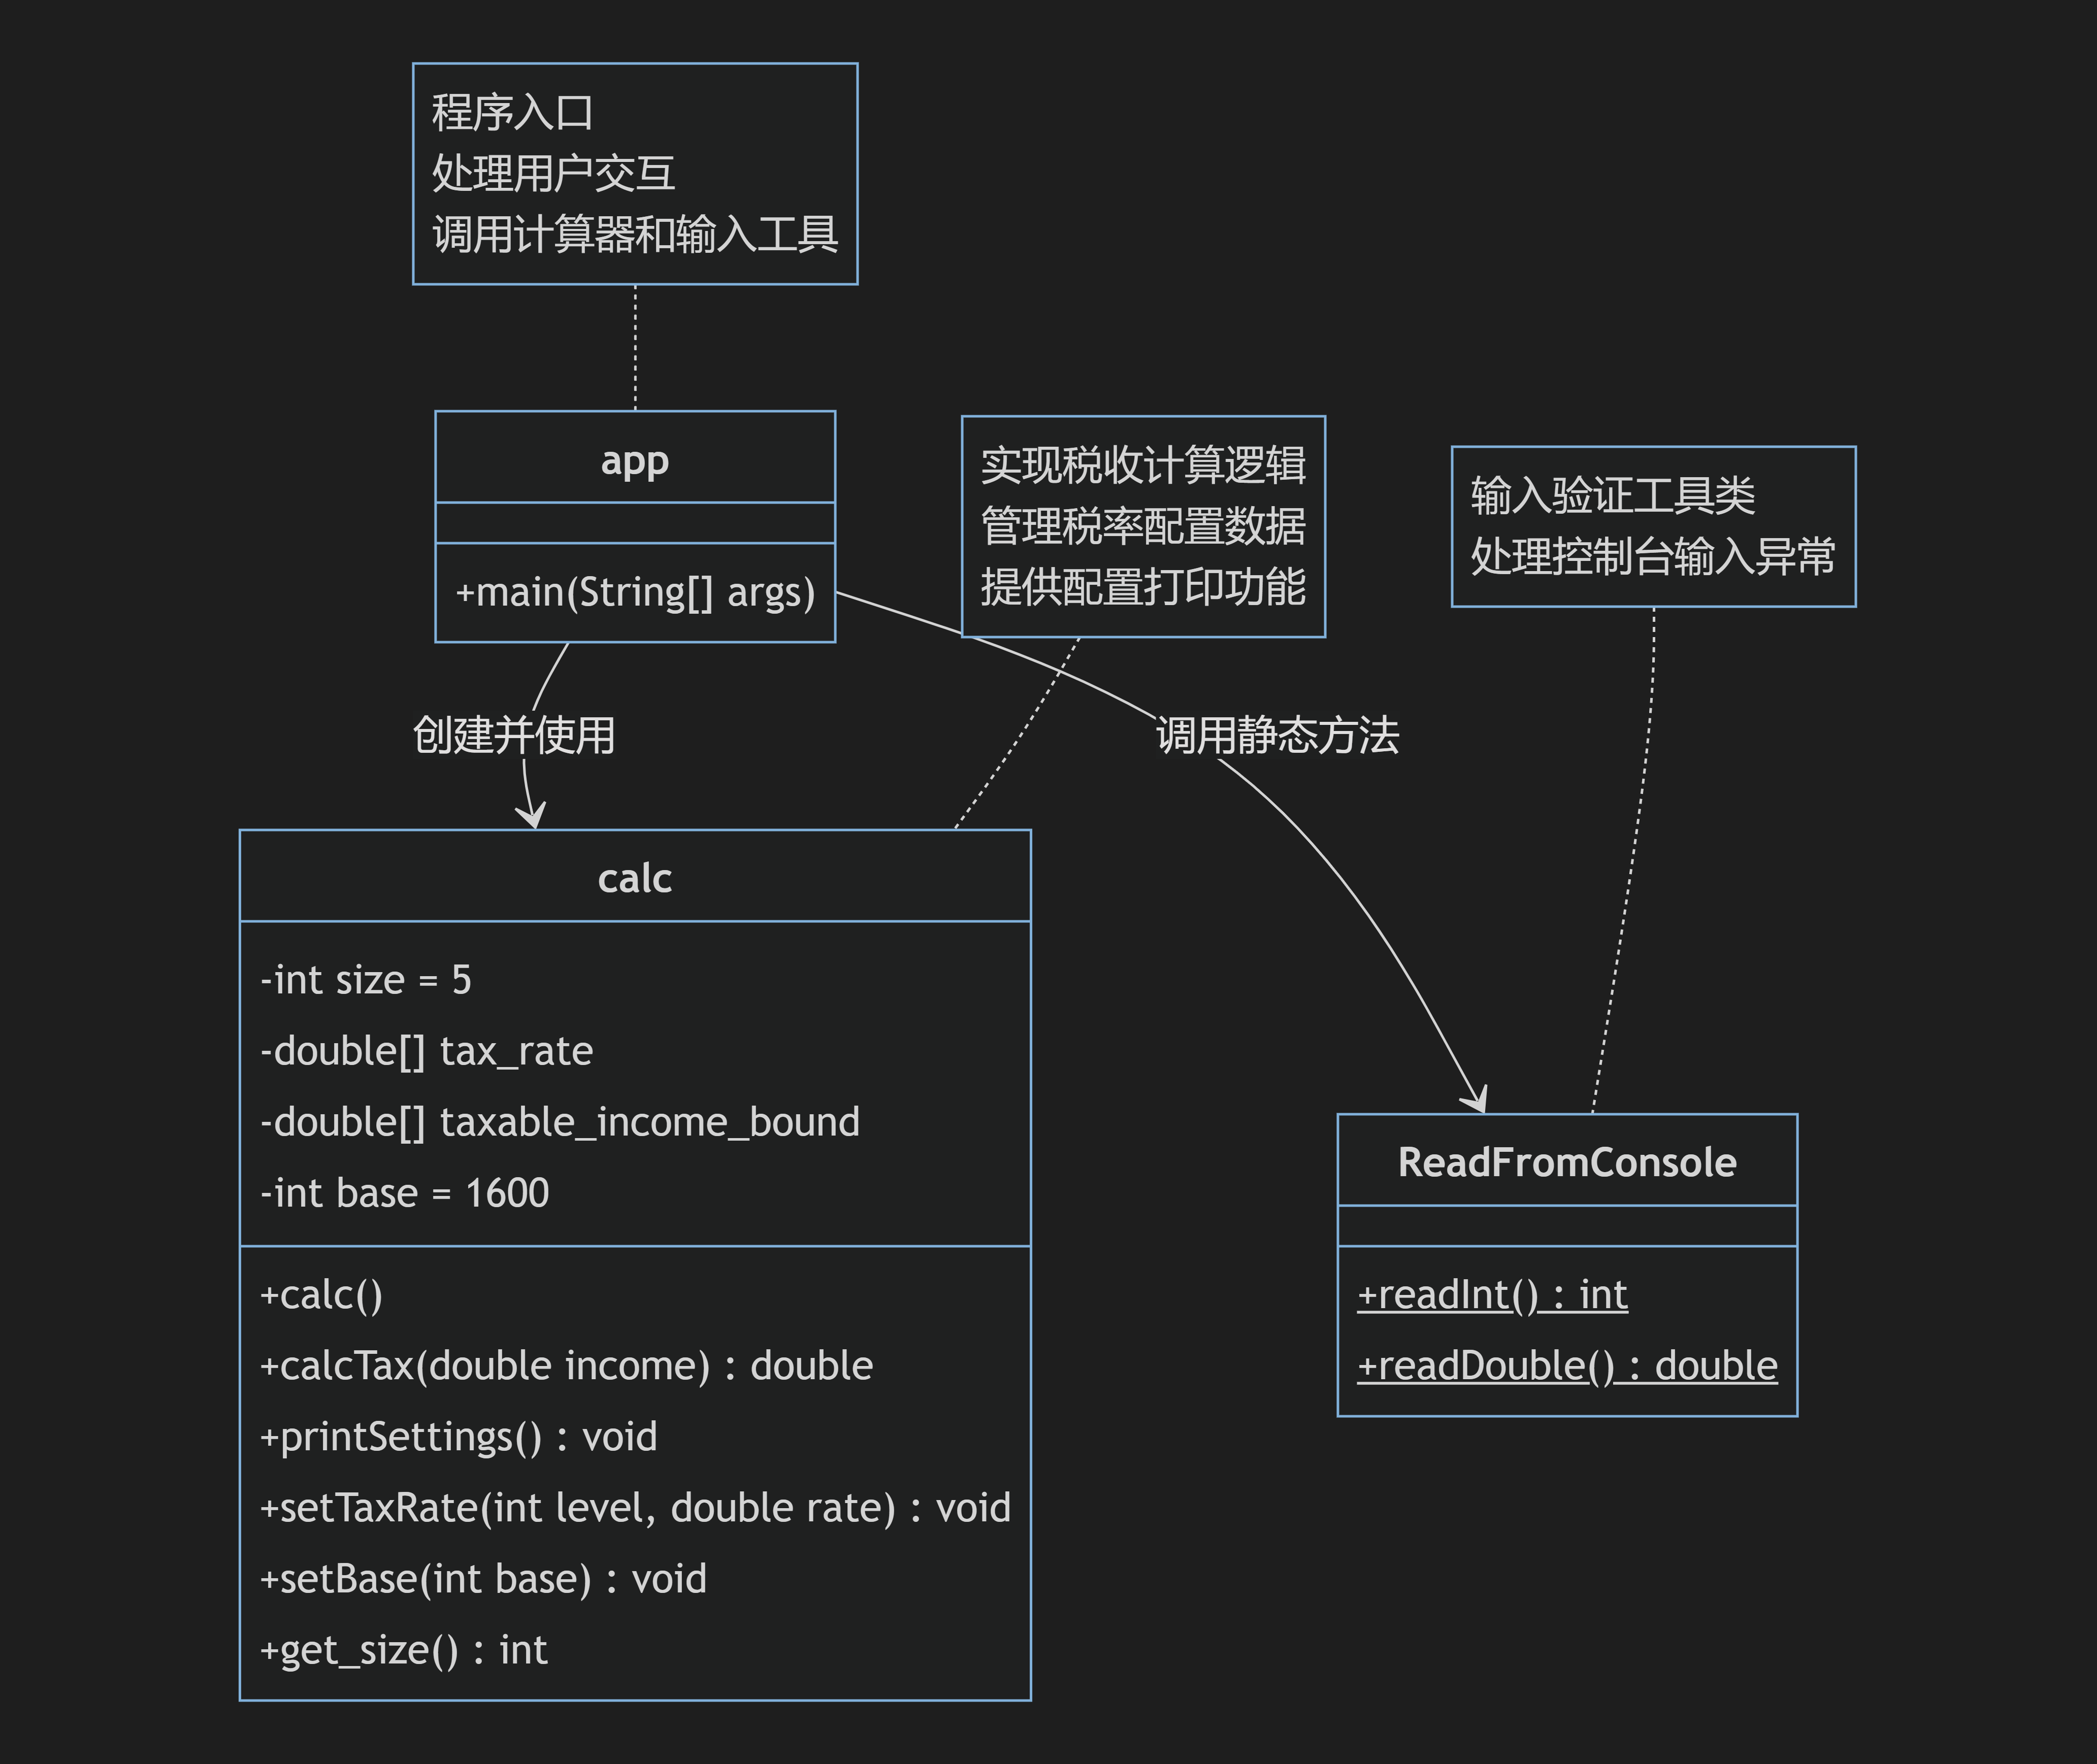 程序入口
处理用户交互
调用计算器和输入工具
app
+main(String[] args)
实现税收计算逻辑
管理税率配置数据
提供配置打印功能
输入验证工具类
处理控制台输入异常
创建并使用
调用静态方法
calc
-int size = 5
-double[] tax_rate
-double[] taxable_income_bound
-int base = 1600
+calc()
+calcTax(double income) : double
+printSettings() : void
+setTaxRate(int level, double rate) : void
+setBase(int base) : void
+get_size() : int
ReadFromConsole
+readInt() : int
+readDouble() : double